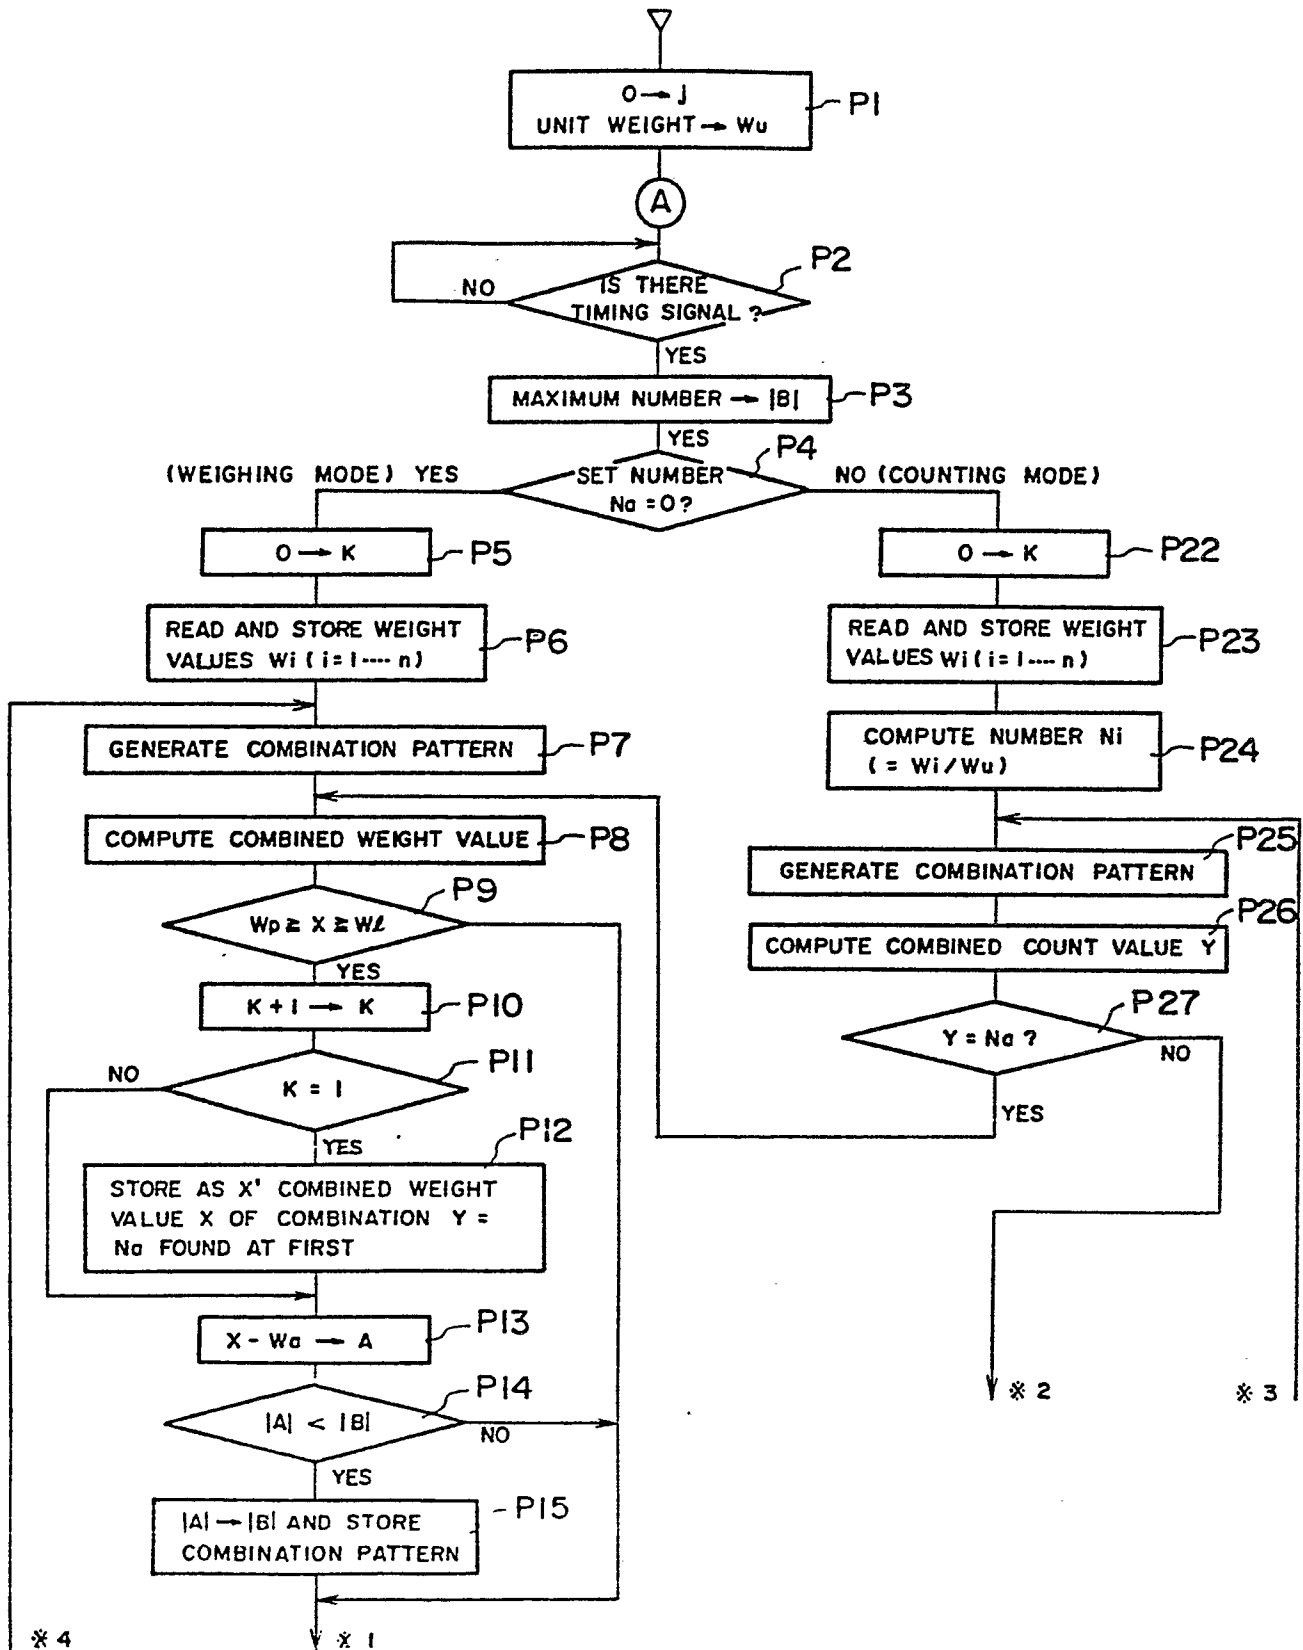 0 → j
UNIT WEIGHT → Wu
P1
A
P2
IS THERE
TIMING SIGNAL ?
NO
YES
MAXIMUM NUMBER → |B|
P3
YES
P4
(WEIGHING MODE) YES
SET NUMBER
Na = 0 ?
NO (COUNTING MODE)
0 → K
P5
0 → K
P22
READ AND STORE WEIGHT
VALUES Wi ( i = 1 ---- n )
P6
READ AND STORE WEIGHT
VALUES Wi ( i = 1 ---- n )
P23
GENERATE COMBINATION PATTERN
P7
COMPUTE NUMBER Ni
( = Wi / Wu )
P24
COMPUTE COMBINED WEIGHT VALUE
P8
P25
GENERATE COMBINATION PATTERN
P9
Wp ≧ X ≧ Wℓ
YES
P26
COMPUTE COMBINED COUNT VALUE Y
K + 1 → K
P10
P27
Y = Na ?
NO
YES
P11
NO
K = 1
YES
P12
STORE AS X' COMBINED WEIGHT
VALUE X OF COMBINATION Y =
Na FOUND AT FIRST
X - Wa → A
P13
P14
|A| < |B|
NO
YES
※ 2
※ 3
P15
|A| → |B| AND STORE
COMBINATION PATTERN
※ 4
※ 1